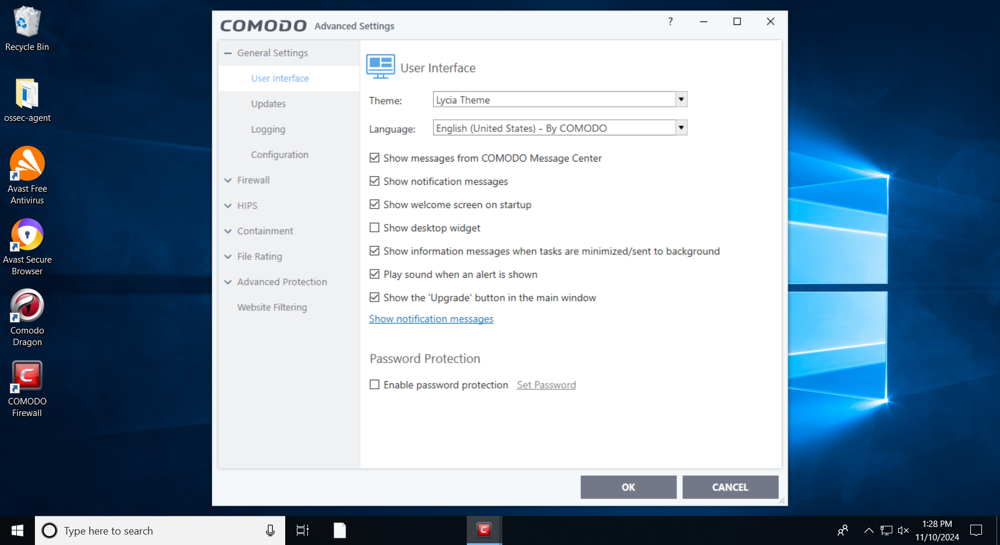 Recycle Bin
ossec-agent
Avast Free
Antivirus
Avast Secure
Browser
Comodo
Dragon
COMODO
Firewall
COMODO Advanced Settings
?
General Settings
User Interface
Updates
Logging
Configuration
Firewall
HIPS
Containment
File Rating
Advanced Protection
Website Filtering
User Interface
Theme: Lycia Theme
Language: English (United States) - By COMODO
Show messages from COMODO Message Center
Show notification messages
Show welcome screen on startup
Show desktop widget
Show information messages when tasks are minimized/sent to background
Play sound when an alert is shown
Show the 'Upgrade' button in the main window
Show notification messages
Password Protection
Enable password protection Set Password
OK CANCEL
Type here to search
1:28 PM
11/10/2024